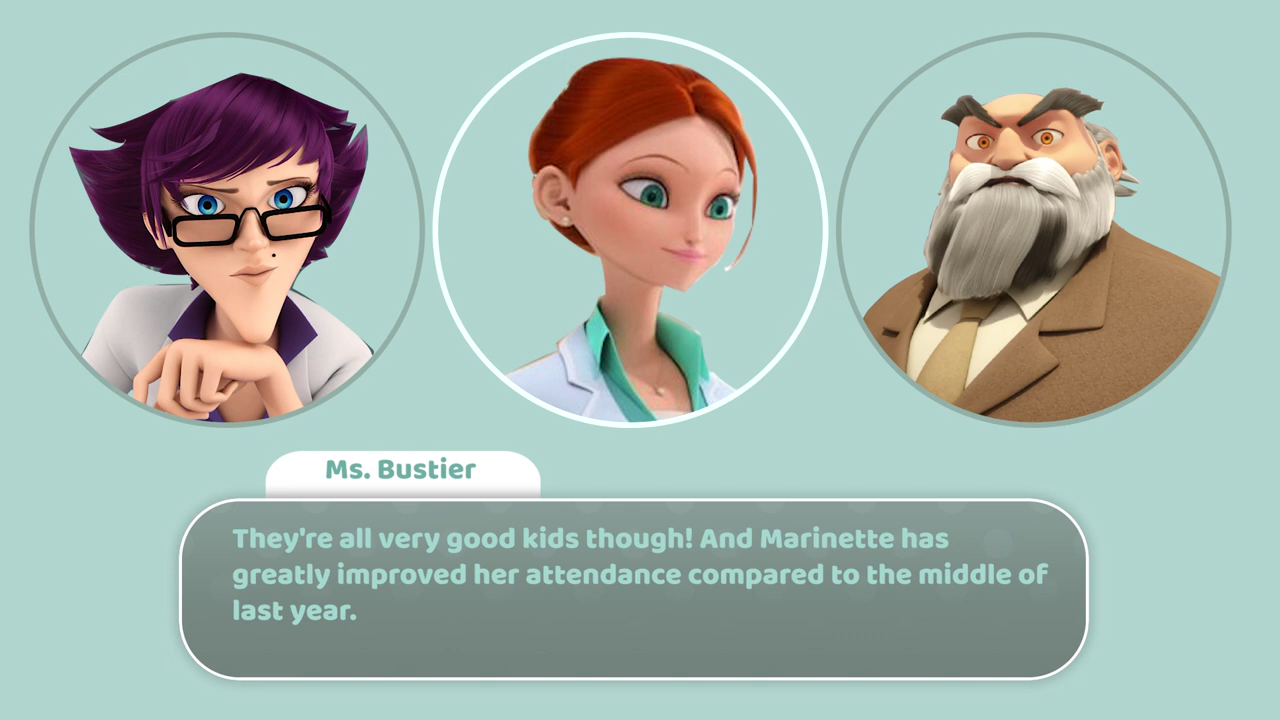 Ms. Bustier
They're all very good kids though! And Marinette has
greatly improved her attendance compared to the middle of
last year.